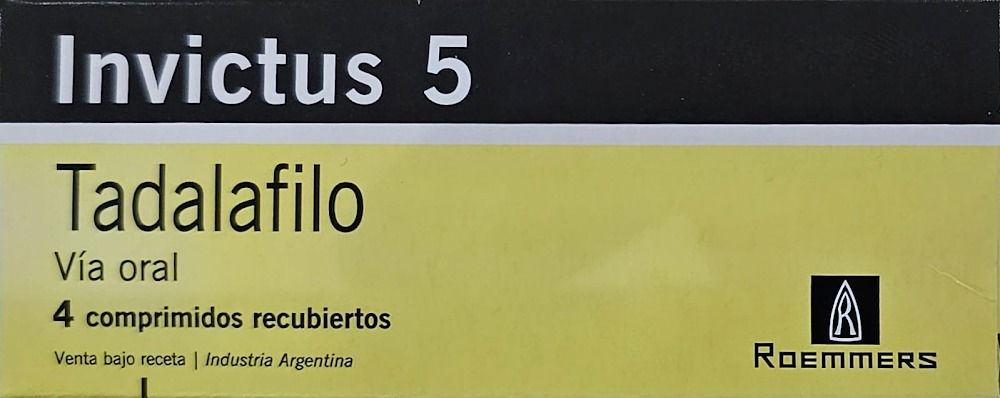 Invictus 5
Tadalafilo
Vía oral
4 comprimidos recubiertos
Venta bajo receta | Industria Argentina
R
ROEMMERS